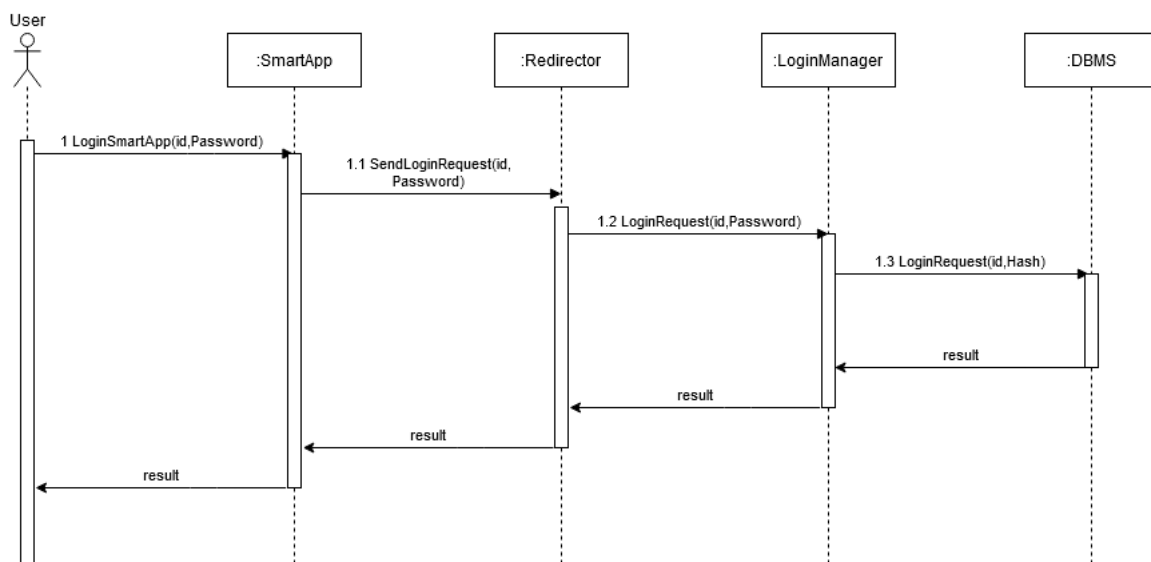 User
:SmartApp
:Redirector
:LoginManager
:DBMS
1 LoginSmartApp(id,Password)
1.1 SendLoginRequest(id,
Password)
1.2 LoginRequest(id,Password)
1.3 LoginRequest(id,Hash)
result
result
result
result